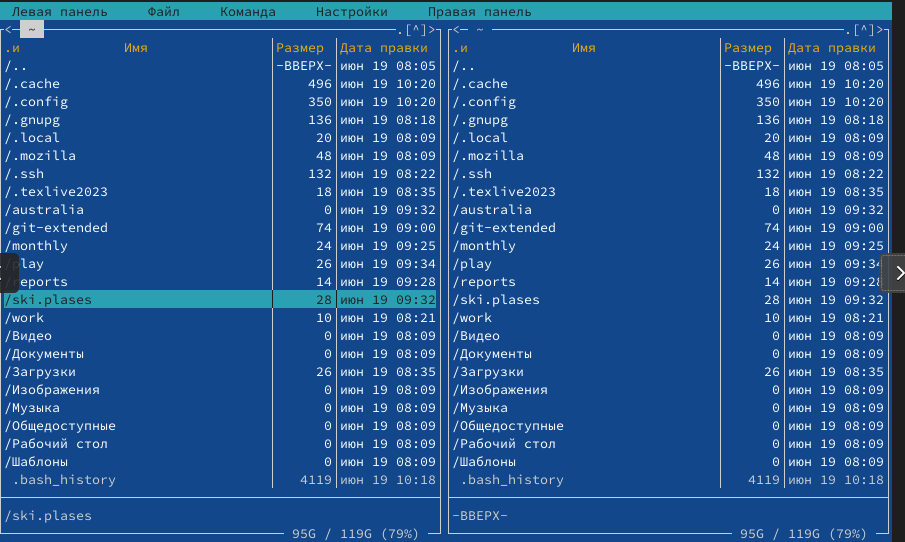 Левая панель Файл Команда Настройки Правая панель
<─ ~ ─.[^]> <─ ~ ─.[^]>
.и Имя Размер Дата правки .и Имя Размер Дата правки
/.. -ВВЕРХ- июн 19 08:05 /.. -ВВЕРХ- июн 19 08:05
/.cache 496 июн 19 10:20 /.cache 496 июн 19 10:20
/.config 350 июн 19 10:20 /.config 350 июн 19 10:20
/.gnupg 136 июн 19 08:18 /.gnupg 136 июн 19 08:18
/.local 20 июн 19 08:09 /.local 20 июн 19 08:09
/.mozilla 48 июн 19 08:09 /.mozilla 48 июн 19 08:09
/.ssh 132 июн 19 08:22 /.ssh 132 июн 19 08:22
/.texlive2023 18 июн 19 08:35 /.texlive2023 18 июн 19 08:35
/australia 0 июн 19 09:32 /australia 0 июн 19 09:32
/git-extended 74 июн 19 09:00 /git-extended 74 июн 19 09:00
/monthly 24 июн 19 09:25 /monthly 24 июн 19 09:25
/play 26 июн 19 09:34 /play 26 июн 19 09:34
/reports 14 июн 19 09:28 /reports 14 июн 19 09:28
/ski.plases 28 июн 19 09:32 /ski.plases 28 июн 19 09:32
/work 10 июн 19 08:21 /work 10 июн 19 08:21
/Видео 0 июн 19 08:09 /Видео 0 июн 19 08:09
/Документы 0 июн 19 08:09 /Документы 0 июн 19 08:09
/Загрузки 26 июн 19 08:35 /Загрузки 26 июн 19 08:35
/Изображения 0 июн 19 08:09 /Изображения 0 июн 19 08:09
/Музыка 0 июн 19 08:09 /Музыка 0 июн 19 08:09
/Общедоступные 0 июн 19 08:09 /Общедоступные 0 июн 19 08:09
/Рабочий стол 0 июн 19 08:09 /Рабочий стол 0 июн 19 08:09
/Шаблоны 0 июн 19 08:09 /Шаблоны 0 июн 19 08:09
.bash_history 4119 июн 19 10:18 .bash_history 4119 июн 19 10:18
/ski.plases -ВВЕРХ-
95G / 119G (79%) 95G / 119G (79%)